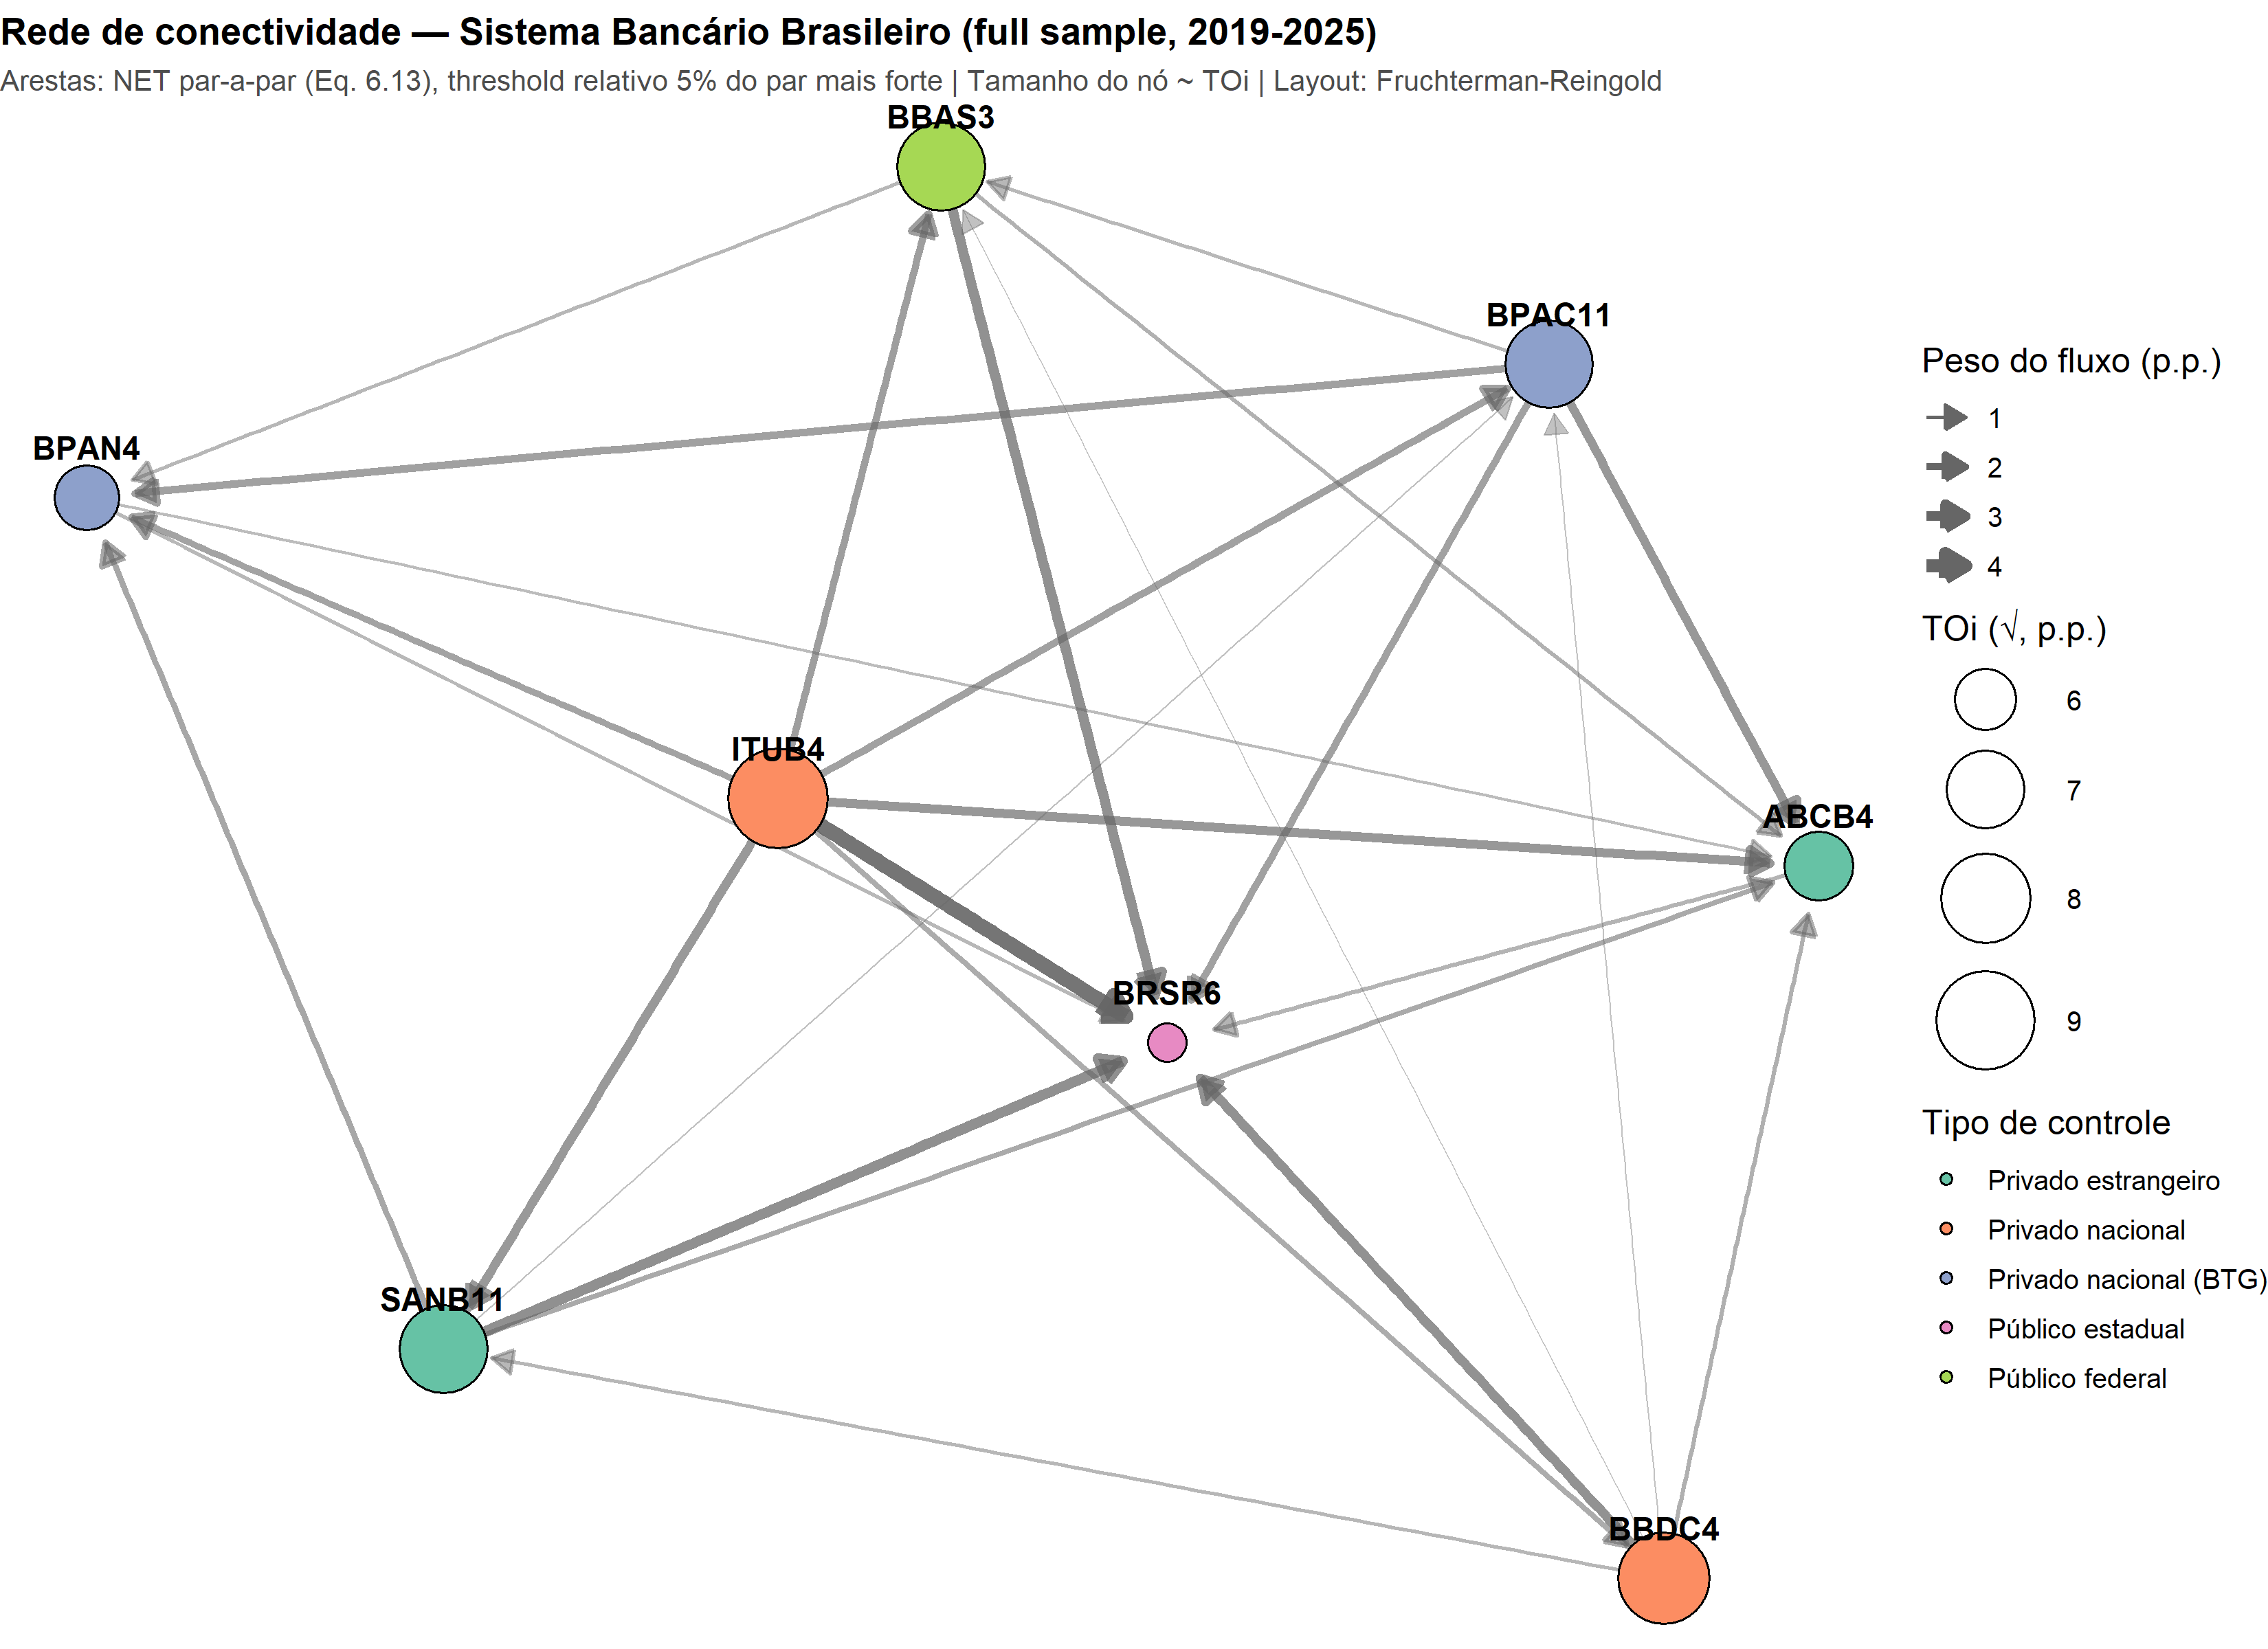 Rede de conectividade — Sistema Bancário Brasileiro (full sample, 2019-2025)
Arestas: NET par-a-par (Eq. 6.13), threshold relativo 5% do par mais forte | Tamanho do nó ~ TOi | Layout: Fruchterman-Reingold
BBAS3
BPAC11
BPAN4
ITUB4
ABCB4
BRSR6
SANB11
BBDC4
Peso do fluxo (p.p.)
1
2
3
4
TOi (√, p.p.)
6
7
8
9
Tipo de controle
Privado estrangeiro
Privado nacional
Privado nacional (BTG)
Público estadual
Público federal